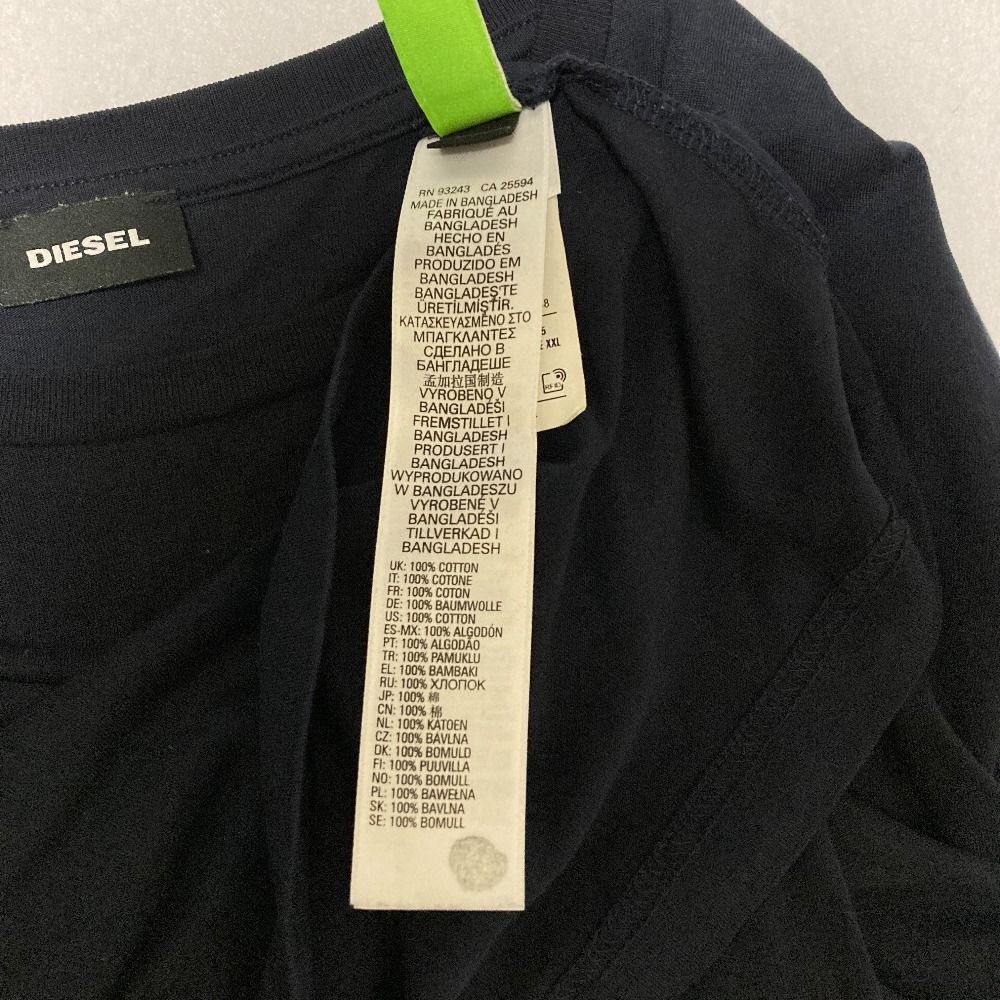 DIESEL
RN 93243 CA 25594
MADE IN BANGLADESH
FABRIQUÉ AU
BANGLADESH
HECHO EN
BANGLADÉS
PRODUZIDO EM
BANGLADESH
BANGLADEŞ'TE
ÜRETİLMİŞTİR.
ΚΑΤΑΣΚΕΥΑΣΜΕΝΟ ΣΤΟ
ΜΠΑΓΚΛΑΝΤΕΣ
СДЕЛАНО В
БАНГЛАДЕШЕ
孟加拉国制造
VYROBENO V
BANGLADÉŠI
FREMSTILLET I
BANGLADESH
PRODUSERT I
BANGLADESH
WYPRODUKOWANO
W BANGLADESZU
VYROBENÉ V
BANGLADÉŠI
TILLVERKAD I
BANGLADESH
UK: 100% COTTON
IT: 100% COTONE
FR: 100% COTON
DE: 100% BAUMWOLLE
US: 100% COTTON
ES-MX: 100% ALGODÓN
PT: 100% ALGODÃO
TR: 100% PAMUKLU
EL: 100% ΒΑΜΒΑΚΙ
RU: 100% ХЛОПОК
JP: 100% 綿
CN: 100% 棉
NL: 100% KATOEN
CZ: 100% BAVLNA
DK: 100% BOMULD
FI: 100% PUUVILLA
NO: 100% BOMULL
PL: 100% BAWEŁNA
SK: 100% BAVLNA
SE: 100% BOMULL
XXL
RFID